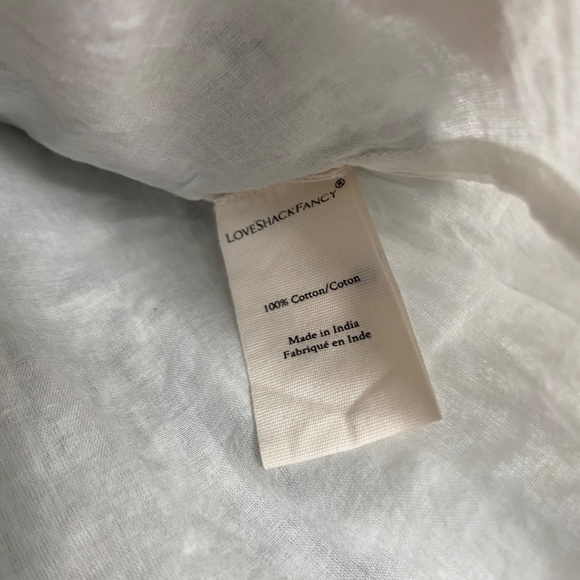 LoveShackFancy®
100% Cotton/Coton
Made in India
Fabriqué en Inde